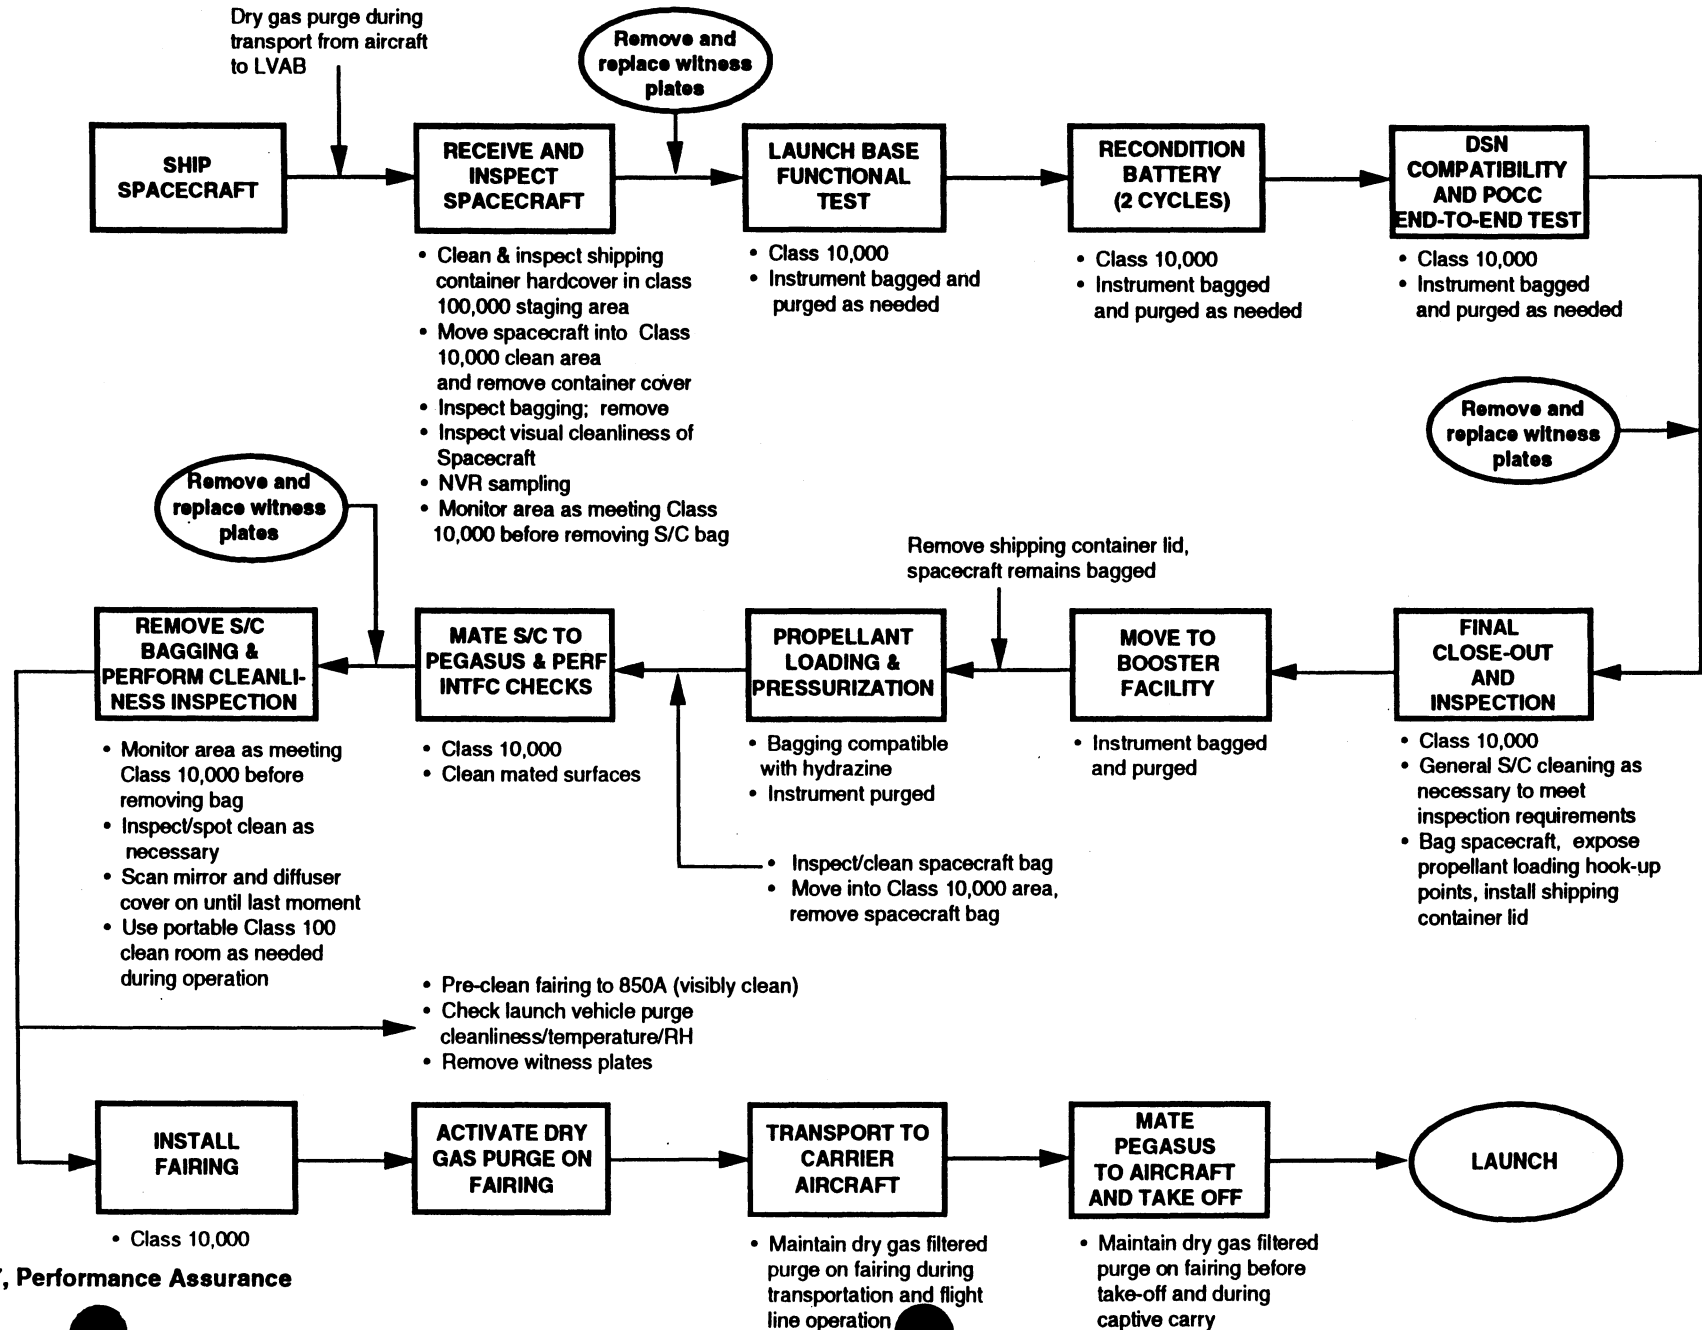 Dry gas purge during
transport from aircraft
to LVAB
Remove and
replace witness
plates
SHIP
SPACECRAFT
RECEIVE AND
INSPECT
SPACECRAFT
LAUNCH BASE
FUNCTIONAL
TEST
RECONDITION
BATTERY
(2 CYCLES)
DSN
COMPATIBILITY
AND POCC
END-TO-END TEST
• Clean & inspect shipping
container hardcover in class
100,000 staging area
• Move spacecraft into Class
10,000 clean area
and remove container cover
• Inspect bagging; remove
• Inspect visual cleanliness of
Spacecraft
• NVR sampling
• Monitor area as meeting Class
10,000 before removing S/C bag
• Class 10,000
• Instrument bagged and
purged as needed
• Class 10,000
• Instrument bagged
and purged as needed
• Class 10,000
• Instrument bagged
and purged as needed
Remove and
replace witness
plates
Remove and
replace witness
plates
Remove shipping container lid,
spacecraft remains bagged
REMOVE S/C
BAGGING &
PERFORM CLEANLI-
NESS INSPECTION
MATE S/C TO
PEGASUS & PERF
INTFC CHECKS
PROPELLANT
LOADING &
PRESSURIZATION
MOVE TO
BOOSTER
FACILITY
FINAL
CLOSE-OUT
AND
INSPECTION
• Monitor area as meeting
Class 10,000 before
removing bag
• Inspect/spot clean as
necessary
• Scan mirror and diffuser
cover on until last moment
• Use portable Class 100
clean room as needed
during operation
• Class 10,000
• Clean mated surfaces
• Bagging compatible
with hydrazine
• Instrument purged
• Instrument bagged
and purged
• Class 10,000
• General S/C cleaning as
necessary to meet
inspection requirements
• Bag spacecraft, expose
propellant loading hook-up
points, install shipping
container lid
• Inspect/clean spacecraft bag
• Move into Class 10,000 area,
remove spacecraft bag
• Pre-clean fairing to 850A (visibly clean)
• Check launch vehicle purge
cleanliness/temperature/RH
• Remove witness plates
INSTALL
FAIRING
ACTIVATE DRY
GAS PURGE ON
FAIRING
TRANSPORT TO
CARRIER
AIRCRAFT
MATE
PEGASUS
TO AIRCRAFT
AND TAKE OFF
LAUNCH
• Class 10,000
• Maintain dry gas filtered
purge on fairing during
transportation and flight
line operation
• Maintain dry gas filtered
purge on fairing before
take-off and during
captive carry
, Performance Assurance